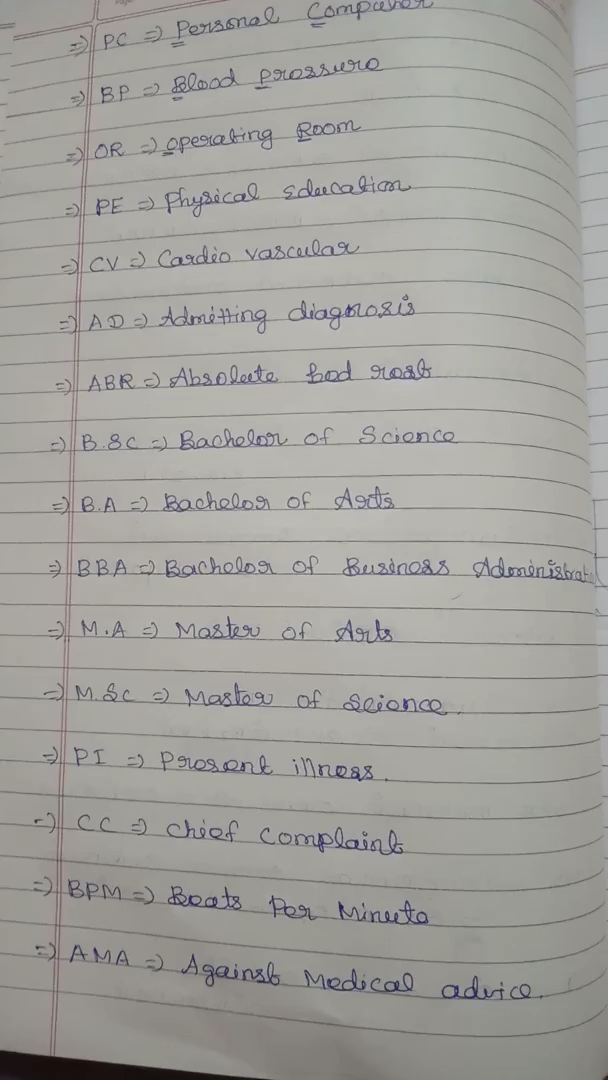 => PC => Personal Computer
=> BP => Blood Pressure
=> OR => Operating Room
=> PE => Physical Education
=> CV => Cardio vascular
=> AD => Admitting diagnosis
=> ABR => Absolute bed rest
=> B.SC => Bachelor of Science
=> B.A => Bachelor of Arts
=> BBA => Bachelor of Business Administrat
=> M.A => Master of Arts
=> M.SC => Master of Science.
=> PI => Present illness.
=> CC => Chief Complaint
=> BPM => Beats Per Minute
=> AMA => Against Medical advice.